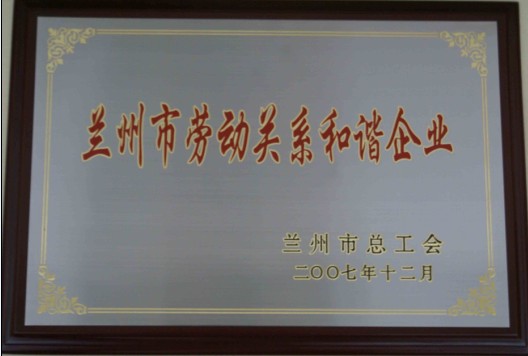 兰州市劳动关系和谐企业
兰州市总工会
二〇〇七年十二月